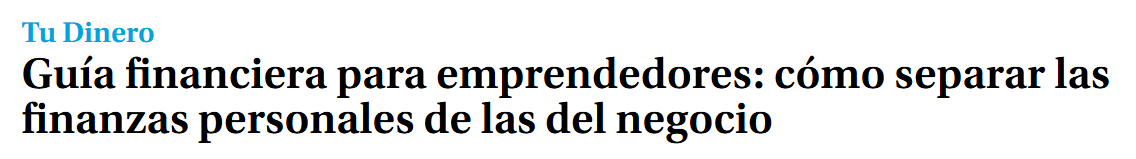 Tu Dinero
Guía financiera para emprendedores: cómo separar las
finanzas personales de las del negocio